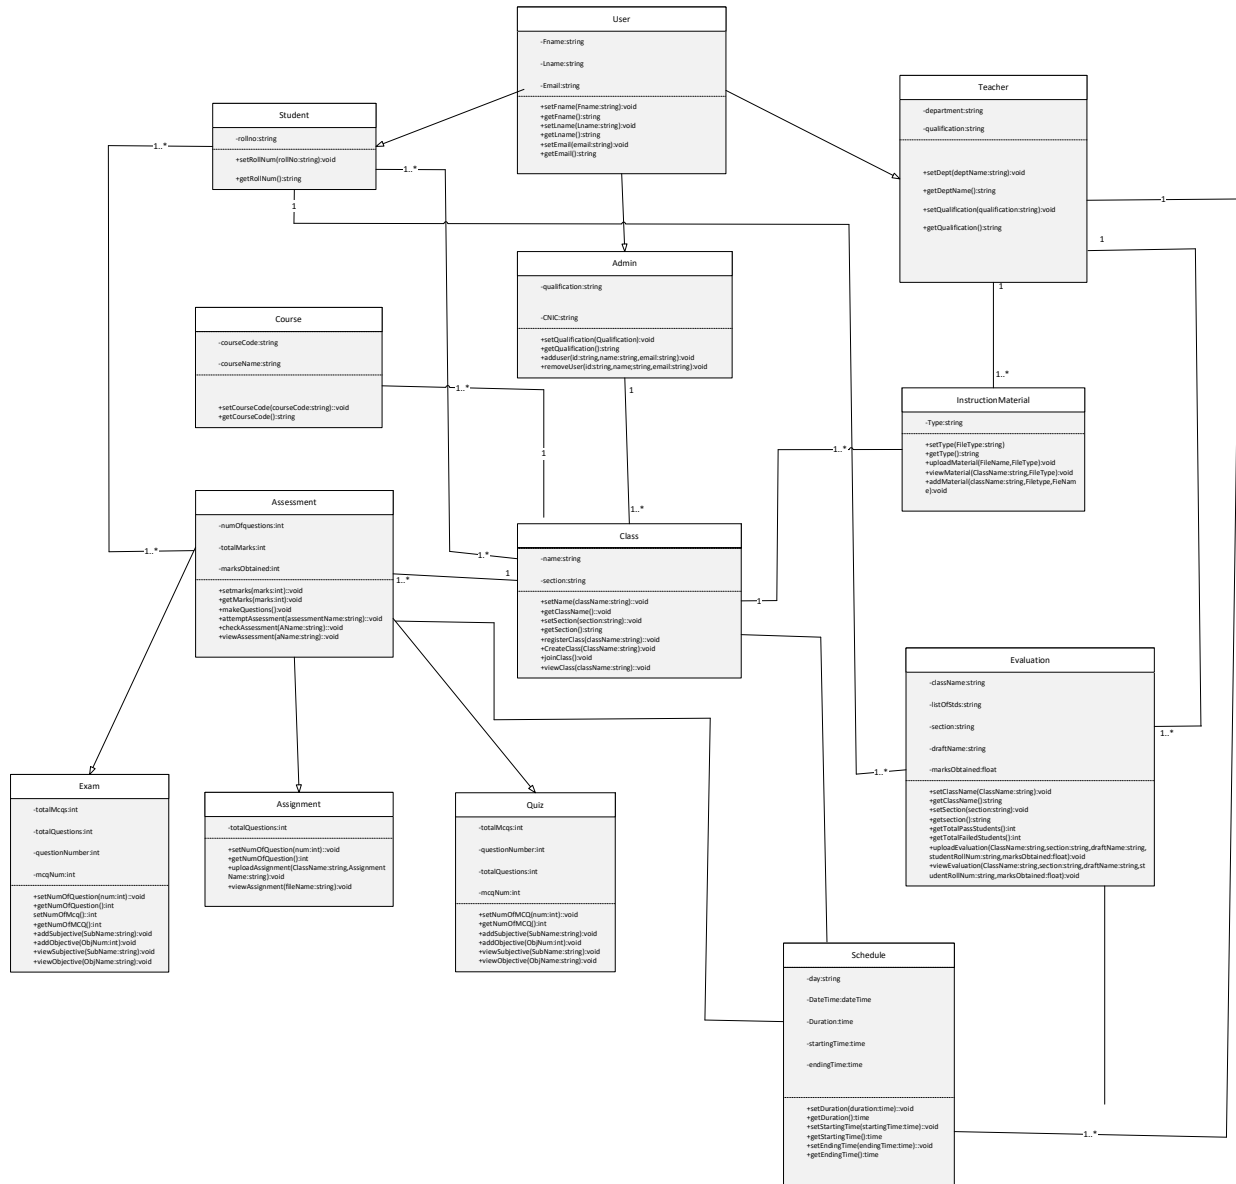 User
-Fname:string
-Lname:string
-Email:string
+setFname(Fname:string):void
+getFname():string
+setLname(Lname:string):void
+getLname():string
+setEmail(email:string):void
+getEmail():string
Teacher
-department:string
-qualification:string
+setDept(deptName:string):void
+getDeptName():string
+setQualification(qualification:string):void
+getQualification():string
Student
-rollno:string
+setRollNum(rollNo:string):void
+getRollNum():string
1..*
1..*
1
1
1
1
1..*
Admin
-qualification:string
-CNIC:string
+setQualification(Qualification):void
+getQualification():string
+adduser(id:string,name:string,email:string):void
+removeUser(id:string,name;string,email:string):void
1
1..*
Course
-courseCode:string
-courseName:string
+setCourseCode(courseCode:string)::void
+getCourseCode():string
1..*
1
InstructionMaterial
-Type:string
+setType(FileType:string)
+getType():string
+uploadMaterial(FileName,FileType):void
+viewMaterial(ClassName:string,FileType):void
+addMaterial(className:string,Filetype,FieNam
e):void
1..*
1
Assessment
-numOfquestions:int
-totalMarks:int
-marksObtained:int
+setmarks(marks:int)::void
+getMarks(marks:int):void
+makeQuestions():void
+attemptAssessment(assessmentName:string)::void
+checkAssessment(AName:string)::void
+viewAssessment(aName:string)::void
1..*
1..*
1
1..*
Class
-name:string
-section:string
+setName(className:string)::void
+getClassName()::void
+setSection(section:string)::void
+getSection():string
+registerClass(className:string)::void
+CreateClass(ClassName:string):void
+joinClass():void
+viewClass(className:string)::void
Evaluation
-className:string
-listOfStds:string
-section:string
-draftName:string
-marksObtained:float
+setClassName(ClassName:string):void
+getClassName():string
+setSection(section:string):void
+getsection():string
+getTotalPassStudents():int
+getTotalFailedStudents():int
+uploadEvaluation(ClassName:string,section:string,draftName:string,
studentRollNum:string,marksObtained:float):void
+viewEvaluation(ClassName:string,section:string,draftName:string,st
udentRollNum:string,marksObtained:float):void
1..*
1..*
Exam
-totalMcqs:int
-totalQuestions:int
-questionNumber:int
-mcqNum:int
+setNumOfQuestion(num:int)::void
+getNumOfQuestion():int
setNumOfMcq()::int
+getNumOfMCQ():int
+addSubjective(SubName:string):void
+addObjective(ObjNum:int):void
+viewSubjective(SubName:string):void
+viewObjective(ObjName:string):void
Assignment
-totalQuestions:int
+setNumOfQuestion(num:int)::void
+getNumOfQuestion():int
+uploadAssignment(ClassName:string,Assignment
Name:string):void
+viewAssignment(fileName:string):void
Quiz
-totalMcqs:int
-questionNumber:int
-totalQuestions:int
-mcqNum:int
+setNumOfMCQ(num:int)::void
+getNumOfMCQ():int
+addSubjective(SubName:string):void
+addObjective(ObjNum:int):void
+viewSubjective(SubName:string):void
+viewObjective(ObjName:string):void
Schedule
-day:string
-DateTime:dateTime
-Duration:time
-startingTime:time
-endingTime:time
+setDuration(duration:time)::void
+getDuration():time
+setStartingTime(startingTime:time)::void
+getStartingTime():time
+setEndingTime(endingTime:time)::void
+getEndingTime():time
1..*